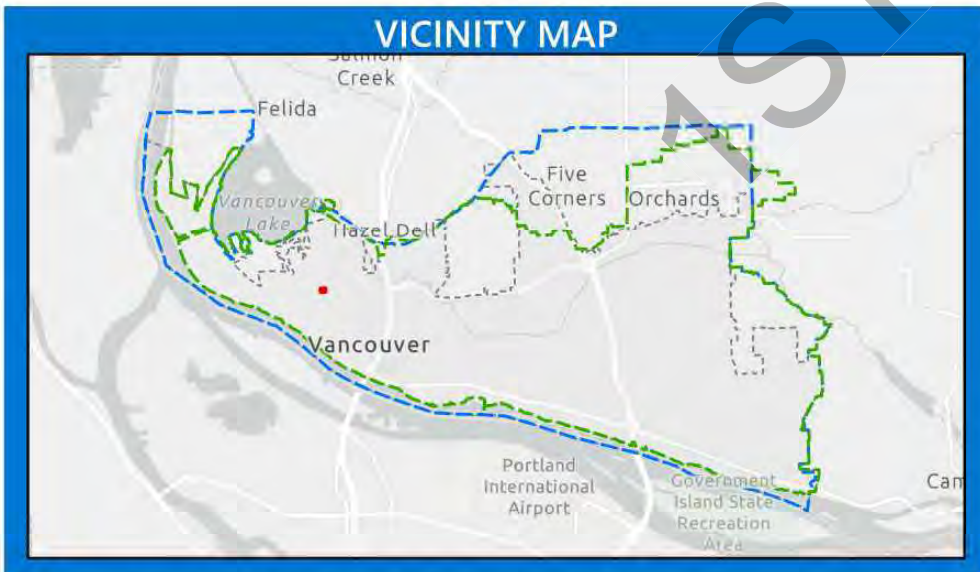 VICINITY MAP
Salmon
Creek
Felida
Vancouver
Lake
Hazel Dell
Five
Corners
Orchards
Vancouver
Portland
International
Airport
Government
Island State
Recreation
Area